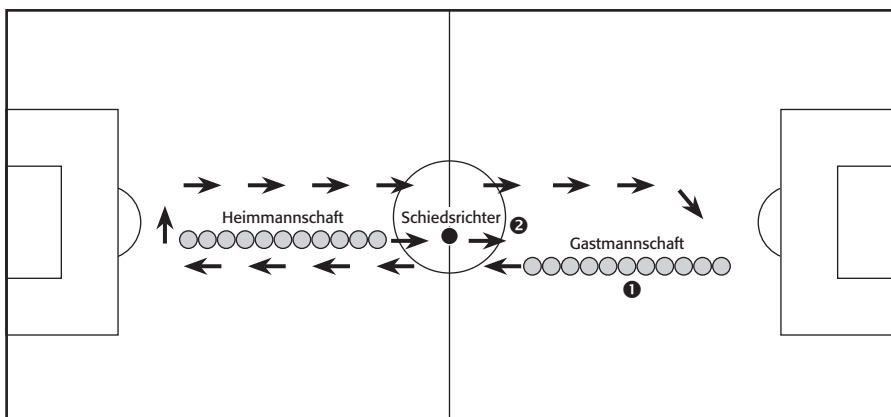 Heimmannschaft
Schiedsrichter
❷
Gastmannschaft
❶